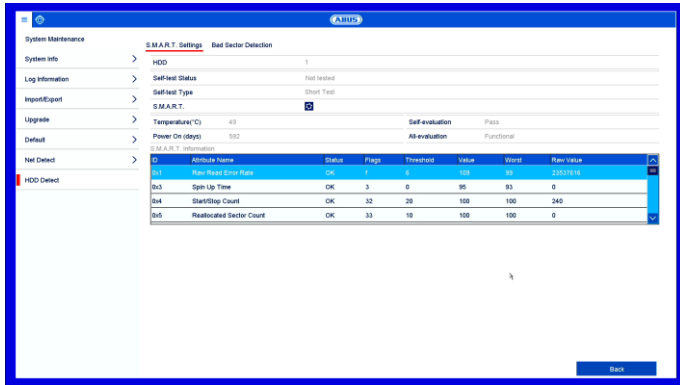 ABUS
System Maintenance
System Info
Log Information
Import/Export
Upgrade
Default
Net Detect
HDD Detect
S.M.A.R.T. Settings Bad Sector Detection
HDD 1
Self-test Status Not tested
Self-test Type Short Test
S.M.A.R.T.
Temperature(°C) 49 Self-evaluation Pass
Power On (days) 592 All-evaluation Functional
S.M.A.R.T. Information
ID Attribute Name Status Flags Threshold Value Worst Raw Value
0x1 Raw Read Error Rate OK f 6 109 99 23537616
0x3 Spin Up Time OK 3 0 95 93 0
0x4 Start/Stop Count OK 32 20 100 100 240
0x5 Reallocated Sector Count OK 33 10 100 100 0
Back